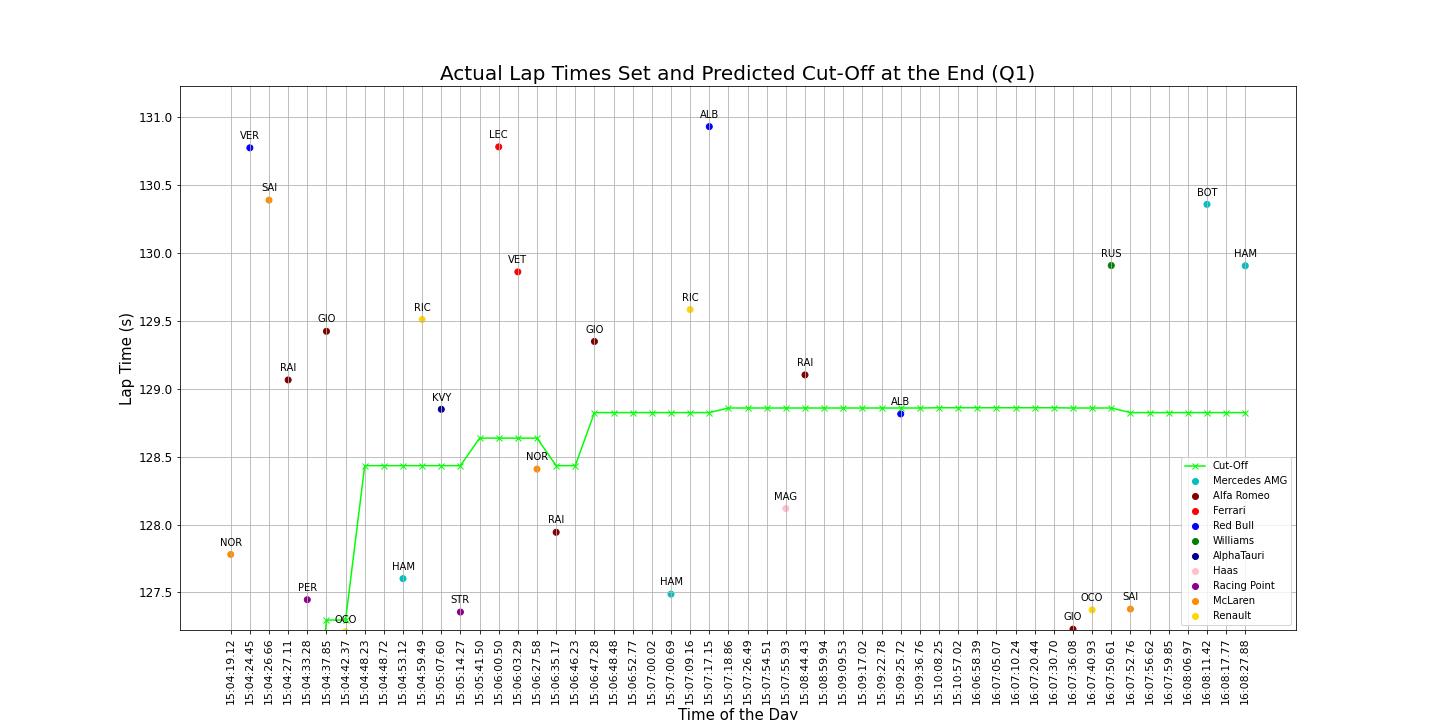 Actual Lap Times Set and Predicted Cut-Off at the End (Q1)
131.0
130.5
130.0
129.5
129.0
128.5
128.0
127.5
Lap Time (s)
NOR
VER
SAI
RAI
PER
GIO
OCO
HAM
RIC
KVY
STR
LEC
VET
NOR
RAI
GIO
HAM
RIC
ALB
MAG
RAI
ALB
GIO
OCO
RUS
SAI
BOT
HAM
Cut-Off
Mercedes AMG
Alfa Romeo
Ferrari
Red Bull
Williams
AlphaTauri
Haas
Racing Point
McLaren
Renault
15:04:19.12
15:04:24.45
15:04:26.66
15:04:27.11
15:04:33.28
15:04:37.85
15:04:42.37
15:04:48.23
15:04:48.72
15:04:53.12
15:04:59.49
15:05:07.60
15:05:14.27
15:05:41.50
15:06:00.50
15:06:03.29
15:06:27.58
15:06:35.17
15:06:46.23
15:06:47.28
15:06:48.48
15:06:52.77
15:07:00.02
15:07:00.69
15:07:09.16
15:07:17.15
15:07:18.86
15:07:26.49
15:07:54.51
15:07:55.93
15:08:44.43
15:08:59.94
15:09:09.53
15:09:17.02
15:09:22.78
15:09:25.72
15:09:36.76
15:10:08.25
15:10:57.02
16:06:58.39
16:07:05.07
16:07:10.24
16:07:20.44
16:07:30.70
16:07:36.08
16:07:40.93
16:07:50.61
16:07:52.76
16:07:56.62
16:07:59.85
16:08:06.97
16:08:11.42
16:08:17.777
16:08:27.88
Time of the Day